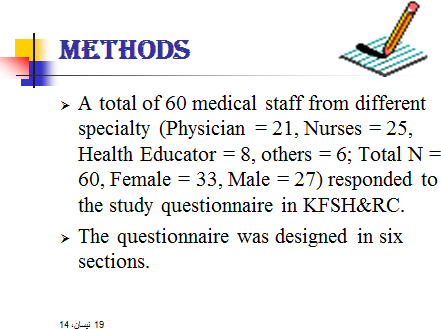 METHODS
A total of 60 medical staff from different
specialty (Physician = 21, Nurses = 25,
Health Educator = 8, others = 6; Total N =
60, Female = 33, Male = 27) responded to
the study questionnaire in KFSH&RC.
The questionnaire was designed in six
sections.
19 نيسان، 14